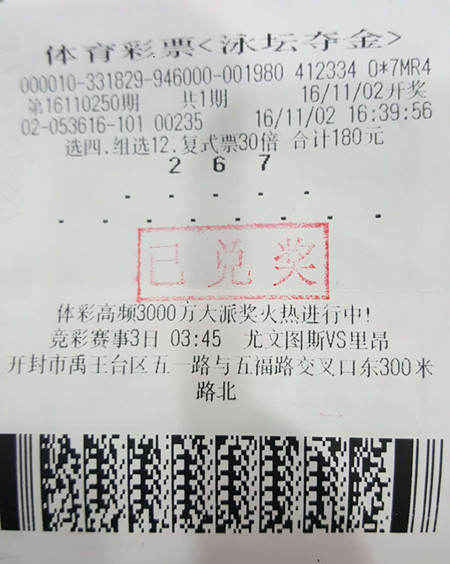 体育彩票<泳坛夺金>
000010-331829-946000-001980 412334 O*7MR4
第16110250期 共1期 16/11/02开奖
02-053616-101 00235 16/11/02 16:39:56
选四.组选12.复式票30倍 合计180元
2 6 7
已兑奖
体彩高频3000万大派奖火热进行中!
竞彩赛事3日 03:45 尤文图斯VS里昂
开封市禹王台区五一路与五福路交叉口东300米
路北